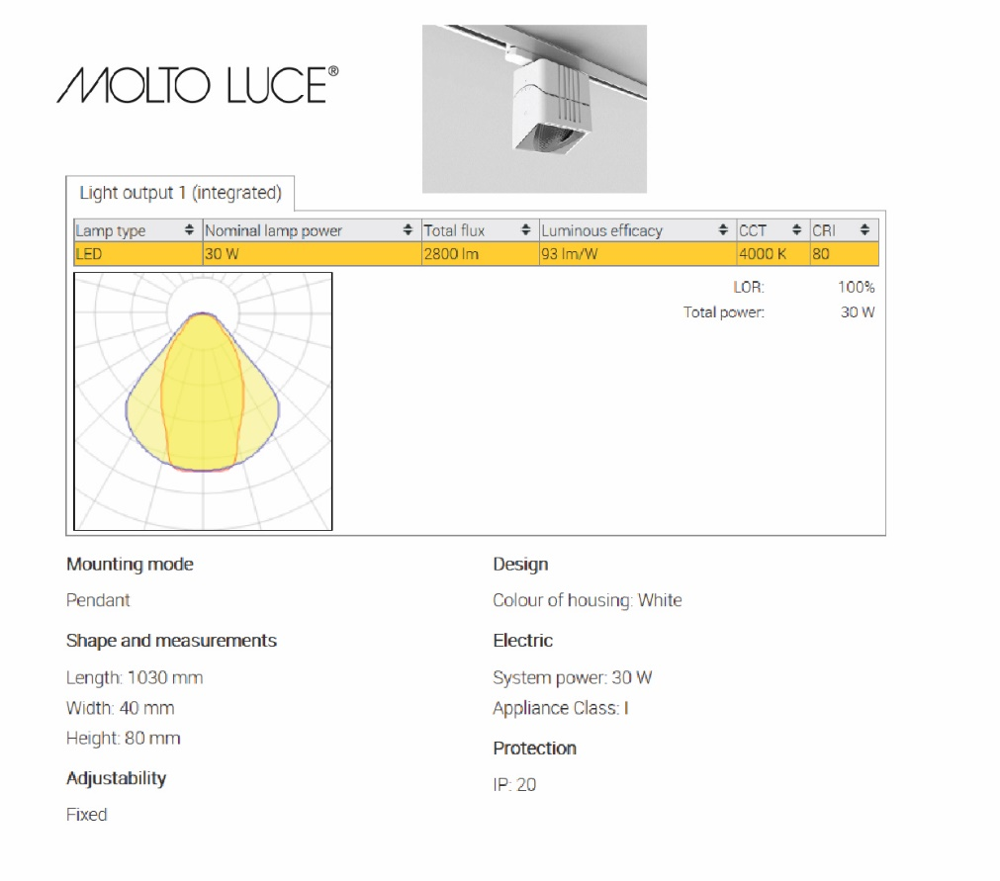 MOLTO LUCE®
Light output 1 (integrated)
Lamp type Nominal lamp power Total flux Luminous efficacy CCT CRI
LED 30 W 2800 lm 93 lm/W 4000 K 80
LOR: 100%
Total power: 30 W
Mounting mode
Pendant
Shape and measurements
Length: 1030 mm
Width: 40 mm
Height: 80 mm
Adjustability
Fixed
Design
Colour of housing: White
Electric
System power: 30 W
Appliance Class: I
Protection
IP: 20